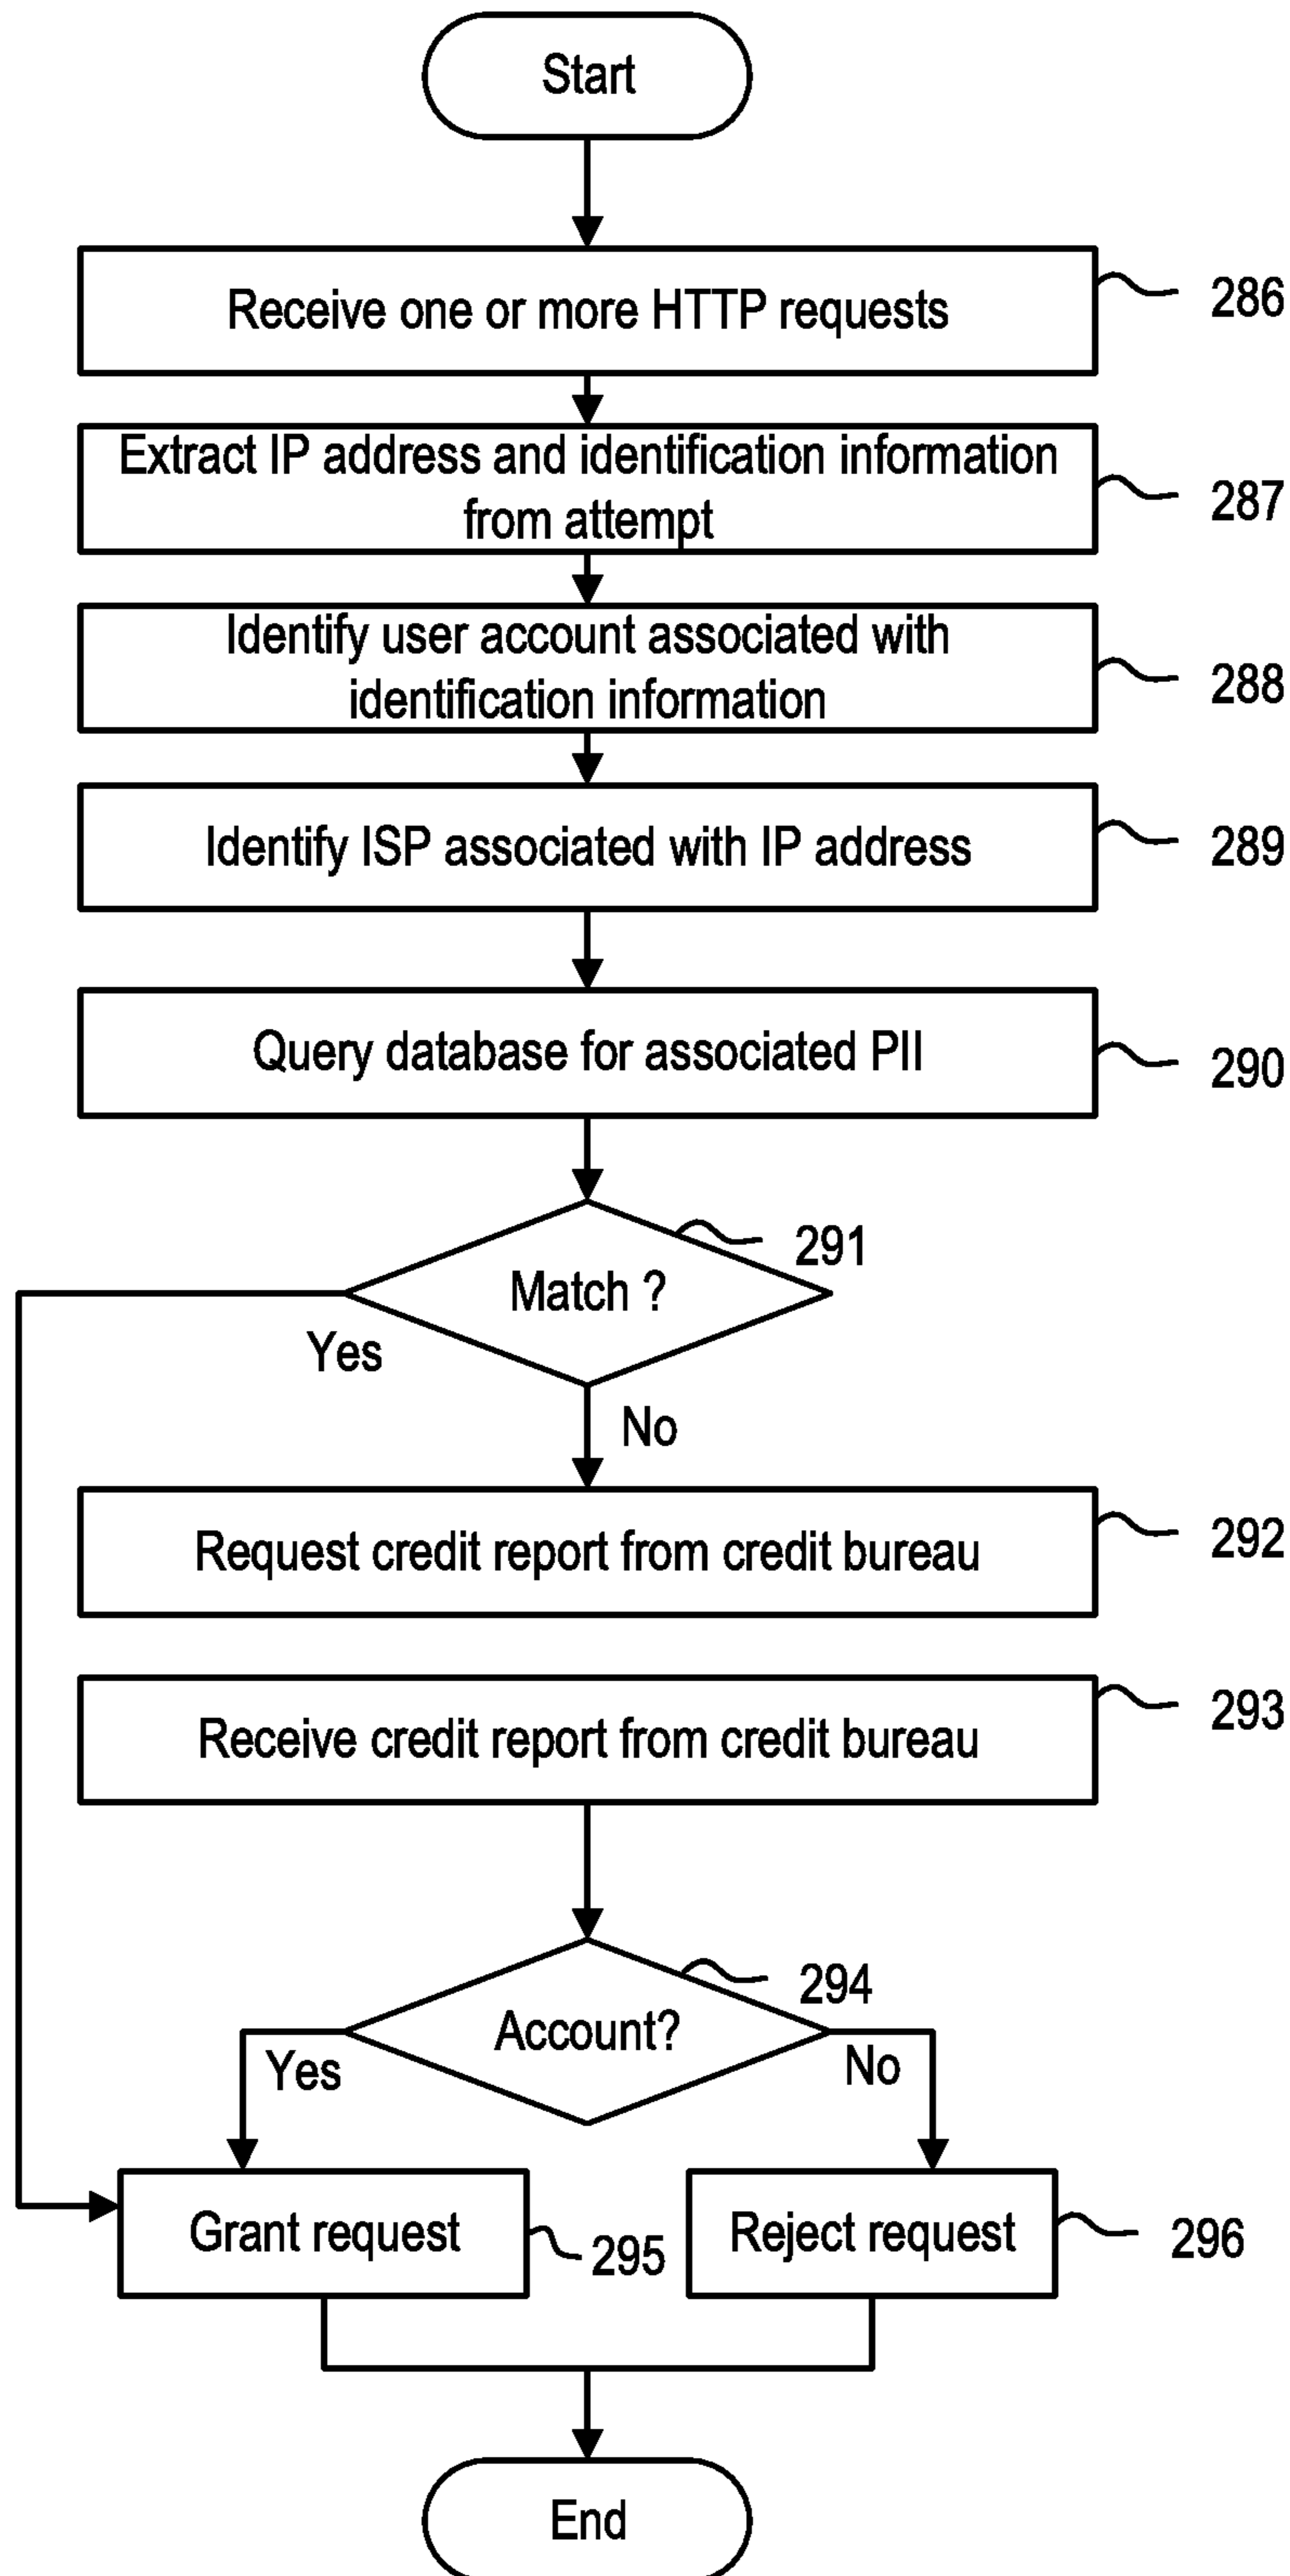 Start
Receive one or more HTTP requests
286
Extract IP address and identification information
from attempt
287
Identify user account associated with
identification information
288
Identify ISP associated with IP address
289
Query database for associated PII
290
291
Match ?
Yes
No
Request credit report from credit bureau
292
Receive credit report from credit bureau
293
294
Account?
Yes
No
Grant request
295
Reject request
296
End